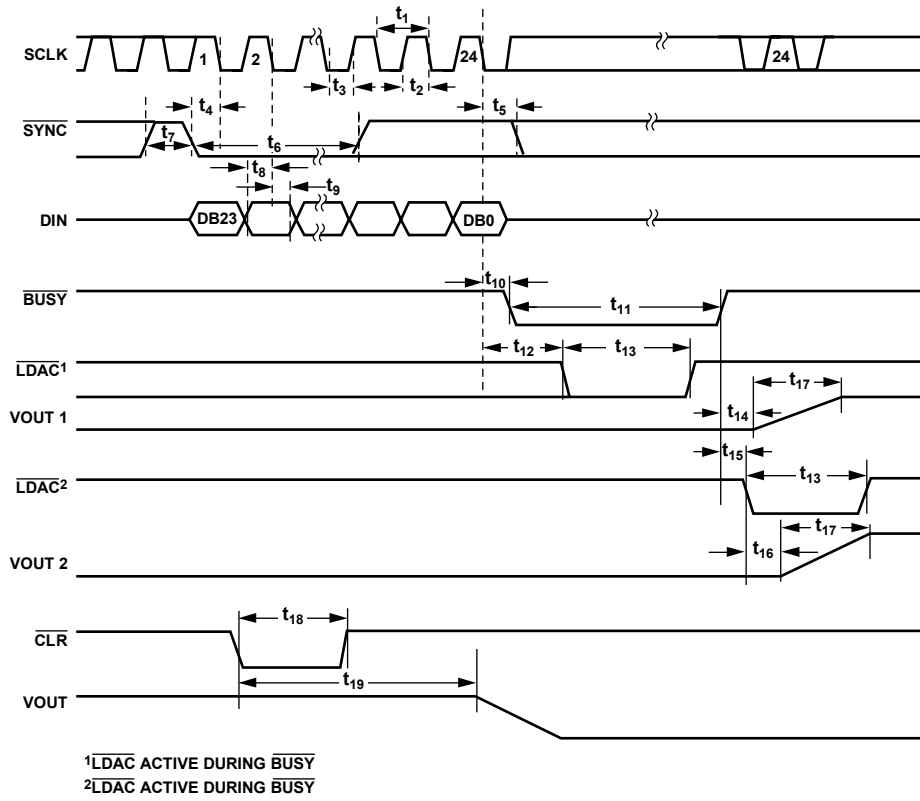 t1
SCLK
1
2
24
24
t3
t2
t4
t5
SYNC
t7
t6
t8
t9
DIN
DB23
DB0
t10
BUSY
t11
t12
t13
LDAC1
t17
VOUT 1
t14
t15
LDAC2
t13
t17
VOUT 2
t16
t18
CLR
t19
VOUT
1LDAC ACTIVE DURING BUSY
2LDAC ACTIVE DURING BUSY